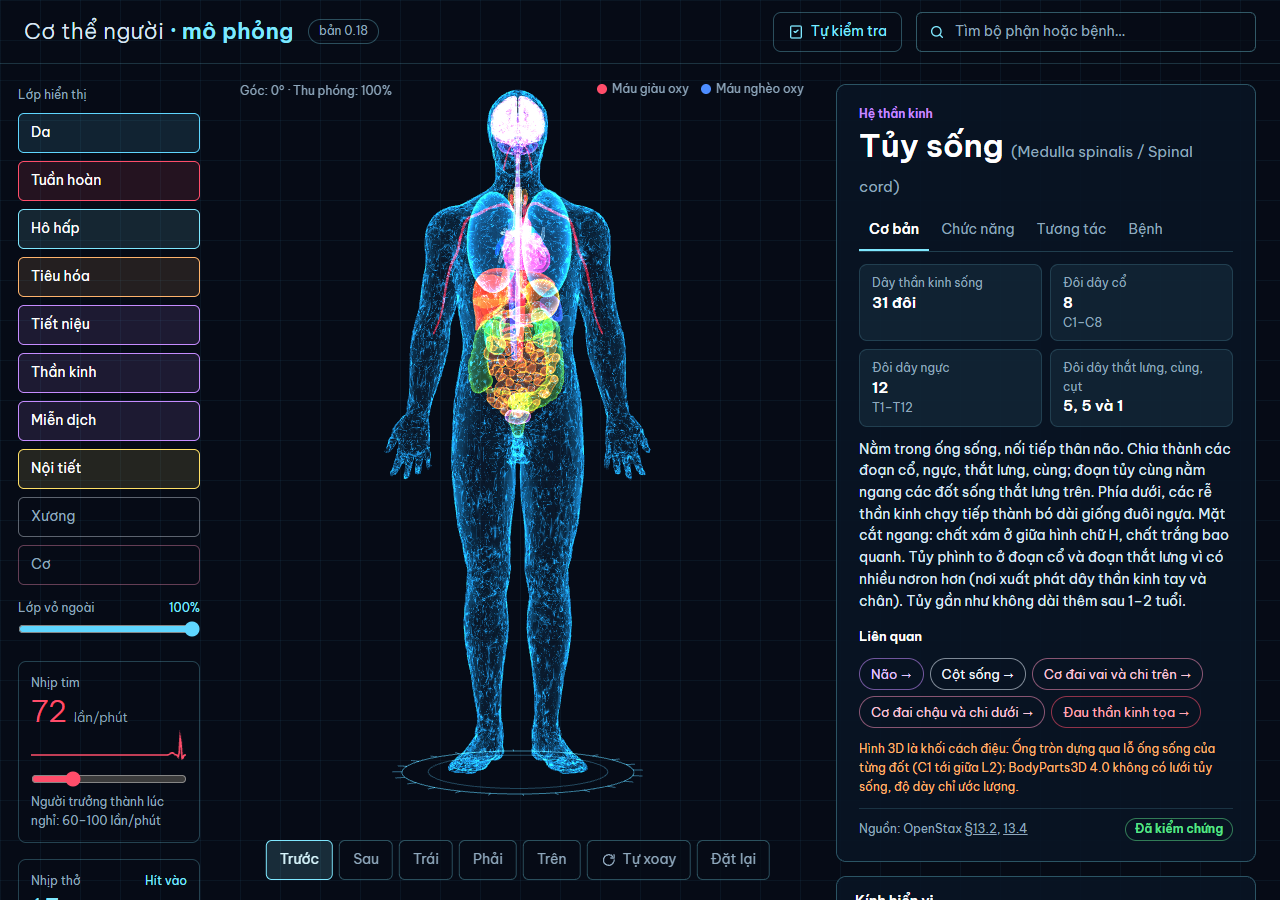 Cơ thể người · mô phỏng
bản 0.18
Tự kiểm tra
Tìm bộ phận hoặc bệnh...
Lớp hiển thị
Da
Tuần hoàn
Hô hấp
Tiêu hóa
Tiết niệu
Thần kinh
Miễn dịch
Nội tiết
Xương
Cơ
Lớp vỏ ngoài 100%
Nhịp tim
72 lần/phút
Người trưởng thành lúc
nghỉ: 60–100 lần/phút
Nhịp thở Hít vào
Góc: 0° · Thu phóng: 100%
Máu giàu oxy Máu nghèo oxy
Trước
Sau
Trái
Phải
Trên
Tự xoay
Đặt lại
Hệ thần kinh
Tủy sống (Medulla spinalis / Spinal
cord)
Cơ bản Chức năng Tương tác Bệnh
Dây thần kinh sống
31 đôi
Đôi dây cổ
8
C1–C8
Đôi dây ngực
12
T1–T12
Đôi dây thắt lưng, cùng,
cụt
5, 5 và 1
Nằm trong ống sống, nối tiếp thân não. Chia thành các
đoạn cổ, ngực, thắt lưng, cùng; đoạn tủy cùng nằm
ngang các đốt sống thắt lưng trên. Phía dưới, các rễ
thần kinh chạy tiếp thành bó dài giống đuôi ngựa. Mặt
cắt ngang: chất xám ở giữa hình chữ H, chất trắng bao
quanh. Tủy phình to ở đoạn cổ và đoạn thắt lưng vì có
nhiều nơron hơn (nơi xuất phát dây thần kinh tay và
chân). Tủy gần như không dài thêm sau 1–2 tuổi.
Liên quan
Não →
Cột sống →
Cơ đai vai và chi trên →
Cơ đai chậu và chi dưới →
Đau thần kinh tọa →
Hình 3D là khối cách điệu: Ống tròn dựng qua lỗ ống sống của
từng đốt (C1 tới giữa L2); BodyParts3D 4.0 không có lưới tủy
sống, độ dày chỉ ước lượng.
Nguồn: OpenStax §13.2, 13.4
Đã kiểm chứng
Kính hiển vi